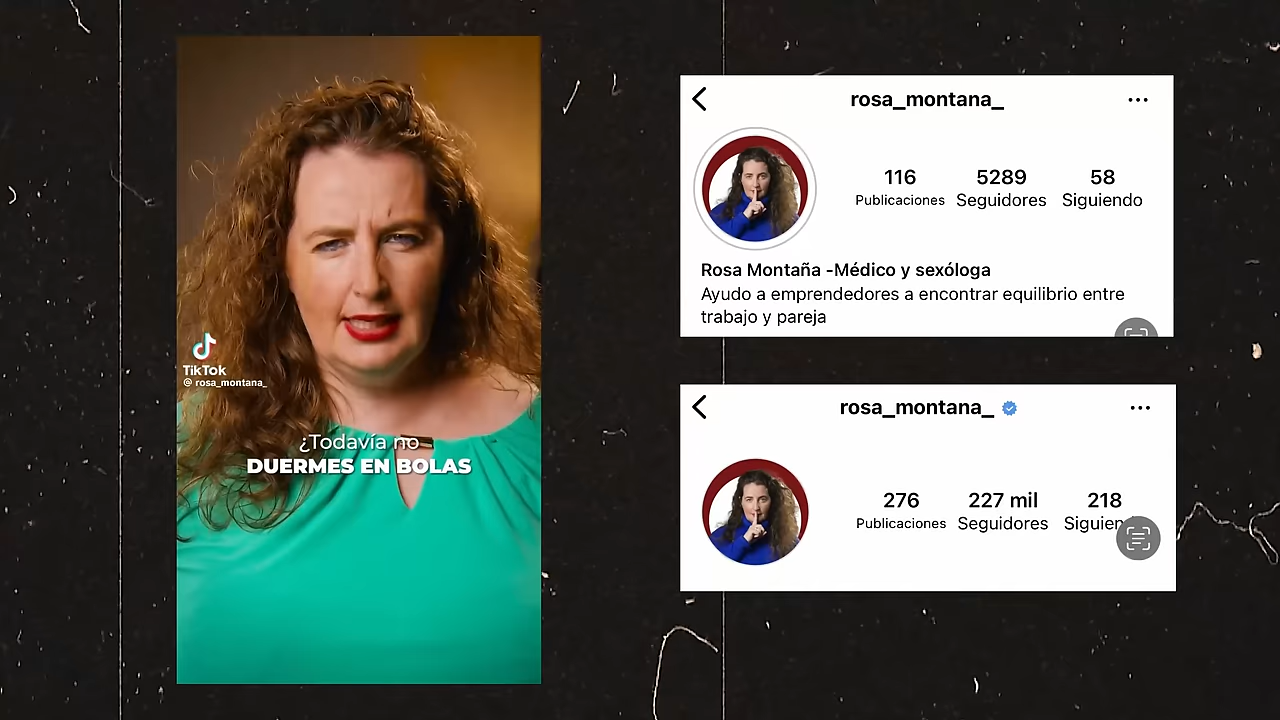 TikTok
@ rosa_montana_
¿Todavía no
DUERMES EN BOLAS
rosa_montana_
116 5289 58
Publicaciones Seguidores Siguiendo
Rosa Montaña -Médico y sexóloga
Ayudo a emprendedores a encontrar equilibrio entre
trabajo y pareja
rosa_montana_
276 227 mil 218
Publicaciones Seguidores Siguien